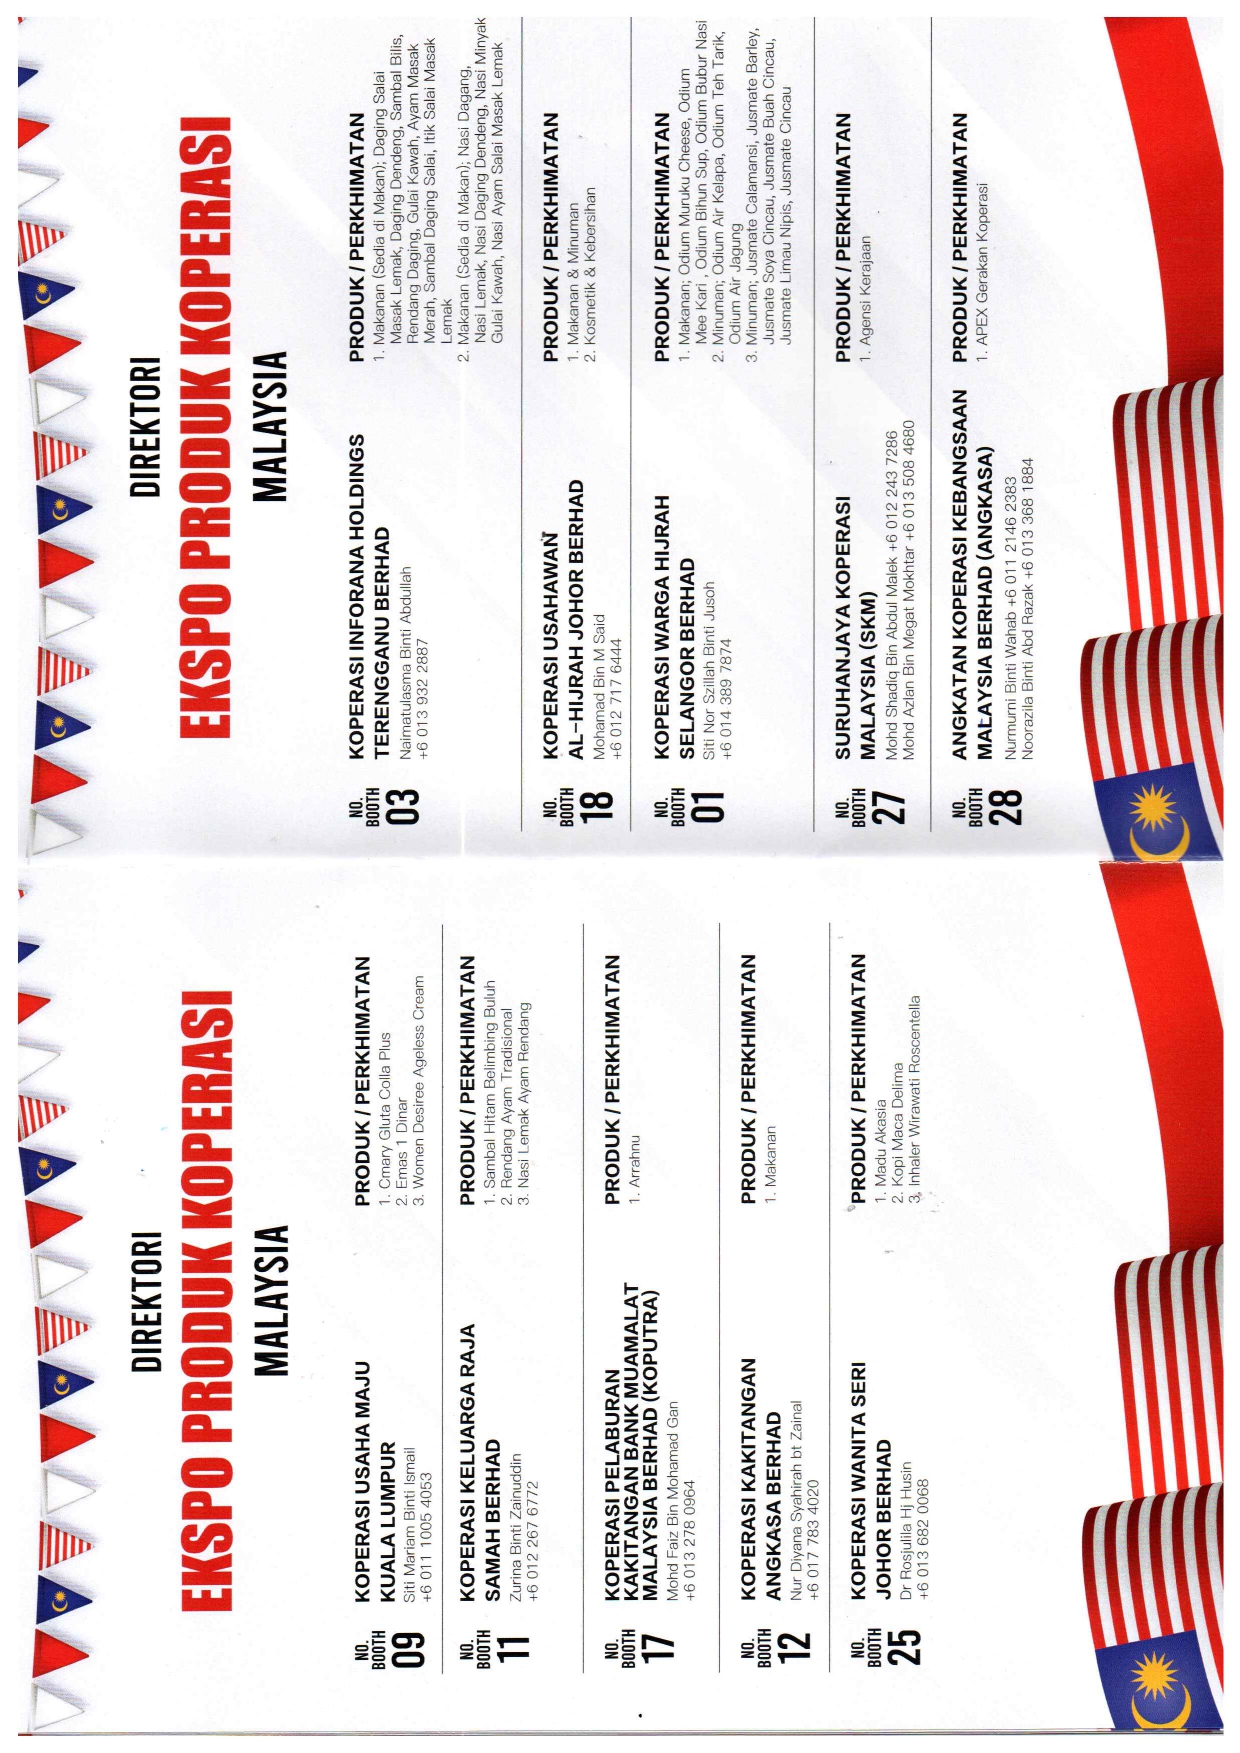 DIREKTORI
EKSPO PRODUK KOPERASI
MALAYSIA
NO.
BOOTH
09
KOPERASI USAHA MAJU
KUALA LUMPUR
Siti Mariam Binti Ismail
+6 011 1005 4053
PRODUK / PERKHIMATAN
1. Cmary Gluta Colla Plus
2. Emas 1 Dinar
3. Women Desiree Ageless Cream
NO.
BOOTH
11
KOPERASI KELUARGA RAJA
SAMAH BERHAD
Zurina Binti Zainuddin
+6 012 267 6772
PRODUK / PERKHIMATAN
1. Sambal Hitam Belimbing Buluh
2. Rendang Ayam Tradisional
3. Nasi Lemak Ayam Rendang
NO.
BOOTH
17
KOPERASI PELABURAN
KAKITANGAN BANK MUAMALAT
MALAYSIA BERHAD (KOPUTRA)
Mohd Faiz Bin Mohamad Gan
+6 013 278 0964
PRODUK / PERKHIMATAN
1. Arrahnu
NO.
BOOTH
12
KOPERASI KAKITANGAN
ANGKASA BERHAD
Nur Diyana Syahirah bt Zainal
+6 017 783 4020
PRODUK / PERKHIMATAN
1. Makanan
NO.
BOOTH
25
KOPERASI WANITA SERI
JOHOR BERHAD
Dr Rosjulila Hj Husin
+6 013 682 0068
PRODUK / PERKHIMATAN
1. Madu Akasia
2. Kopi Maca Delima
3. Inhaler Wirawati Roscentella
DIREKTORI
EKSPO PRODUK KOPERASI
MALAYSIA
NO.
BOOTH
03
KOPERASI INFORANA HOLDINGS
TERENGGANU BERHAD
Naimatulasma Binti Abdullah
+6 013 932 2887
PRODUK / PERKHIMATAN
1. Makanan (Sedia di Makan); Daging Salai
Masak Lemak, Daging Dendeng, Sambal Bilis,
Rendang Daging, Gulai Kawah, Ayam Masak
Merah, Sambal Daging Salai, Itik Salai Masak
Lemak
2. Makanan (Sedia di Makan); Nasi Dagang,
Nasi Lemak, Nasi Daging Dendeng, Nasi Minyak
Gulai Kawah, Nasi Ayam Salai Masak Lemak
NO.
BOOTH
18
KOPERASI USAHAWAN
AL-HIJRAH JOHOR BERHAD
Mohamad Bin M Said
+6 012 717 6444
PRODUK / PERKHIMATAN
1. Makanan & Minuman
2. Kosmetik & Kebersihan
NO.
BOOTH
01
KOPERASI WARGA HIJRAH
SELANGOR BERHAD
Siti Nor Szillah Binti Jusoh
+6 014 389 7874
PRODUK / PERKHIMATAN
1. Makanan; Odium Muruku Cheese, Odium
Mee Kari , Odium Bihun Sup, Odium Bubur Nasi
2. Minuman; Odium Air Kelapa, Odium Teh Tarik,
Odium Air Jagung
3. Minuman; Jusmate Calamansi, Jusmate Barley,
Jusmate Soya Cincau, Jusmate Buah Cincau,
Jusmate Limau Nipis, Jusmate Cincau
NO.
BOOTH
27
SURUHANJAYA KOPERASI
MALAYSIA (SKM)
Mohd Shadiq Bin Abdul Malek +6 012 243 7286
Mohd Azlan Bin Megat Mokhtar +6 013 508 4680
PRODUK / PERKHIMATAN
1. Agensi Kerajaan
NO.
BOOTH
28
ANGKATAN KOPERASI KEBANGSAAN
MALAYSIA BERHAD (ANGKASA)
Nurmurni Binti Wahab +6 011 2146 2383
Noorazila Binti Abd Razak +6 013 368 1884
PRODUK / PERKHIMATAN
1. APEX Gerakan Koperasi